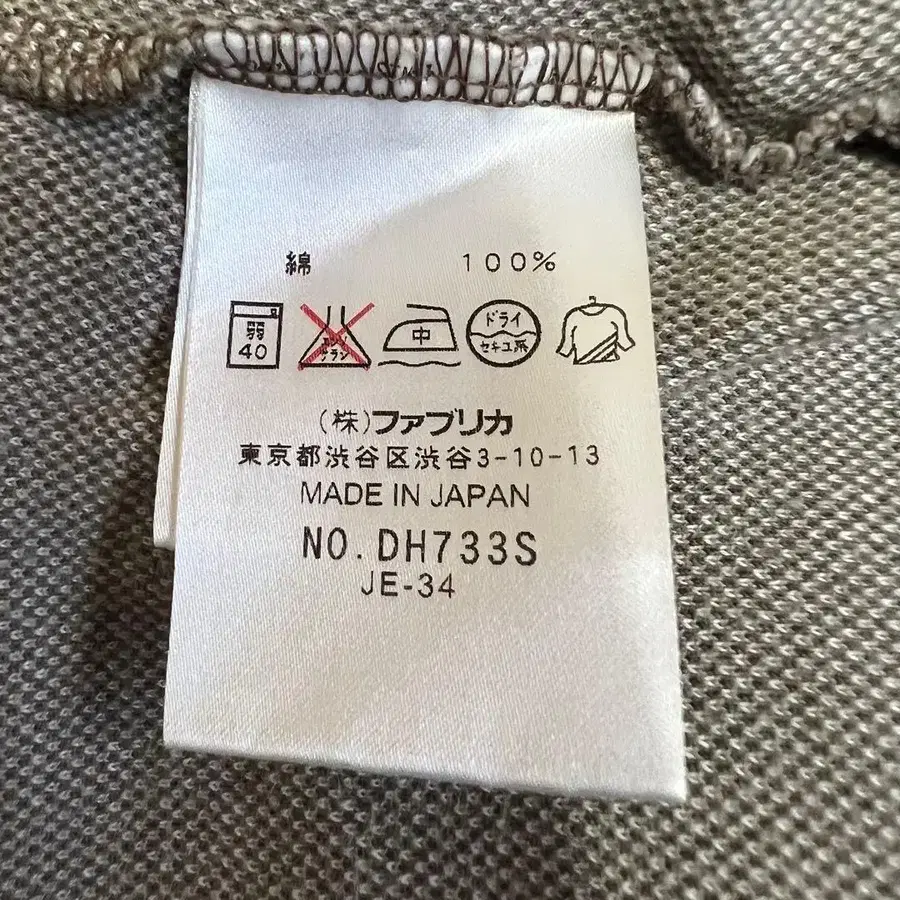 綿 100%
弱 40 エンソ サラシ 中 ドライ セキユ系
(株)ファブリカ
東京都渋谷区渋谷3-10-13
MADE IN JAPAN
NO.DH733S
JE-34